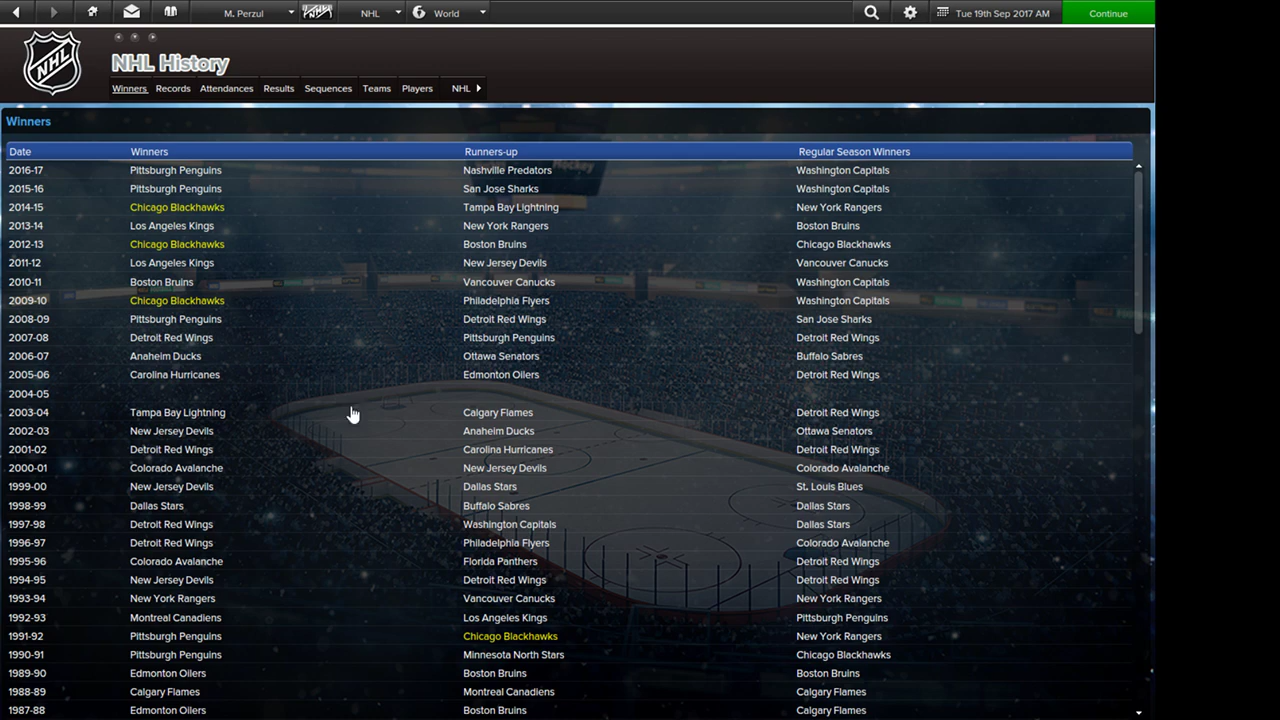 M. Perzul NHL World Tue 19th Sep 2017 AM Continue
NHL
NHL History
Winners Records Attendances Results Sequences Teams Players NHL
Winners
Date Winners Runners-up Regular Season Winners
2016-17 Pittsburgh Penguins Nashville Predators Washington Capitals
2015-16 Pittsburgh Penguins San Jose Sharks Washington Capitals
2014-15 Chicago Blackhawks Tampa Bay Lightning New York Rangers
2013-14 Los Angeles Kings New York Rangers Boston Bruins
2012-13 Chicago Blackhawks Boston Bruins Chicago Blackhawks
2011-12 Los Angeles Kings New Jersey Devils Vancouver Canucks
2010-11 Boston Bruins Vancouver Canucks Washington Capitals
2009-10 Chicago Blackhawks Philadelphia Flyers Washington Capitals
2008-09 Pittsburgh Penguins Detroit Red Wings San Jose Sharks
2007-08 Detroit Red Wings Pittsburgh Penguins Detroit Red Wings
2006-07 Anaheim Ducks Ottawa Senators Buffalo Sabres
2005-06 Carolina Hurricanes Edmonton Oilers Detroit Red Wings
2004-05
2003-04 Tampa Bay Lightning Calgary Flames Detroit Red Wings
2002-03 New Jersey Devils Anaheim Ducks Ottawa Senators
2001-02 Detroit Red Wings Carolina Hurricanes Detroit Red Wings
2000-01 Colorado Avalanche New Jersey Devils Colorado Avalanche
1999-00 New Jersey Devils Dallas Stars St. Louis Blues
1998-99 Dallas Stars Buffalo Sabres Dallas Stars
1997-98 Detroit Red Wings Washington Capitals Dallas Stars
1996-97 Detroit Red Wings Philadelphia Flyers Colorado Avalanche
1995-96 Colorado Avalanche Florida Panthers Detroit Red Wings
1994-95 New Jersey Devils Detroit Red Wings Detroit Red Wings
1993-94 New York Rangers Vancouver Canucks New York Rangers
1992-93 Montreal Canadiens Los Angeles Kings Pittsburgh Penguins
1991-92 Pittsburgh Penguins Chicago Blackhawks New York Rangers
1990-91 Pittsburgh Penguins Minnesota North Stars Chicago Blackhawks
1989-90 Edmonton Oilers Boston Bruins Boston Bruins
1988-89 Calgary Flames Montreal Canadiens Calgary Flames
1987-88 Edmonton Oilers Boston Bruins Calgary Flames